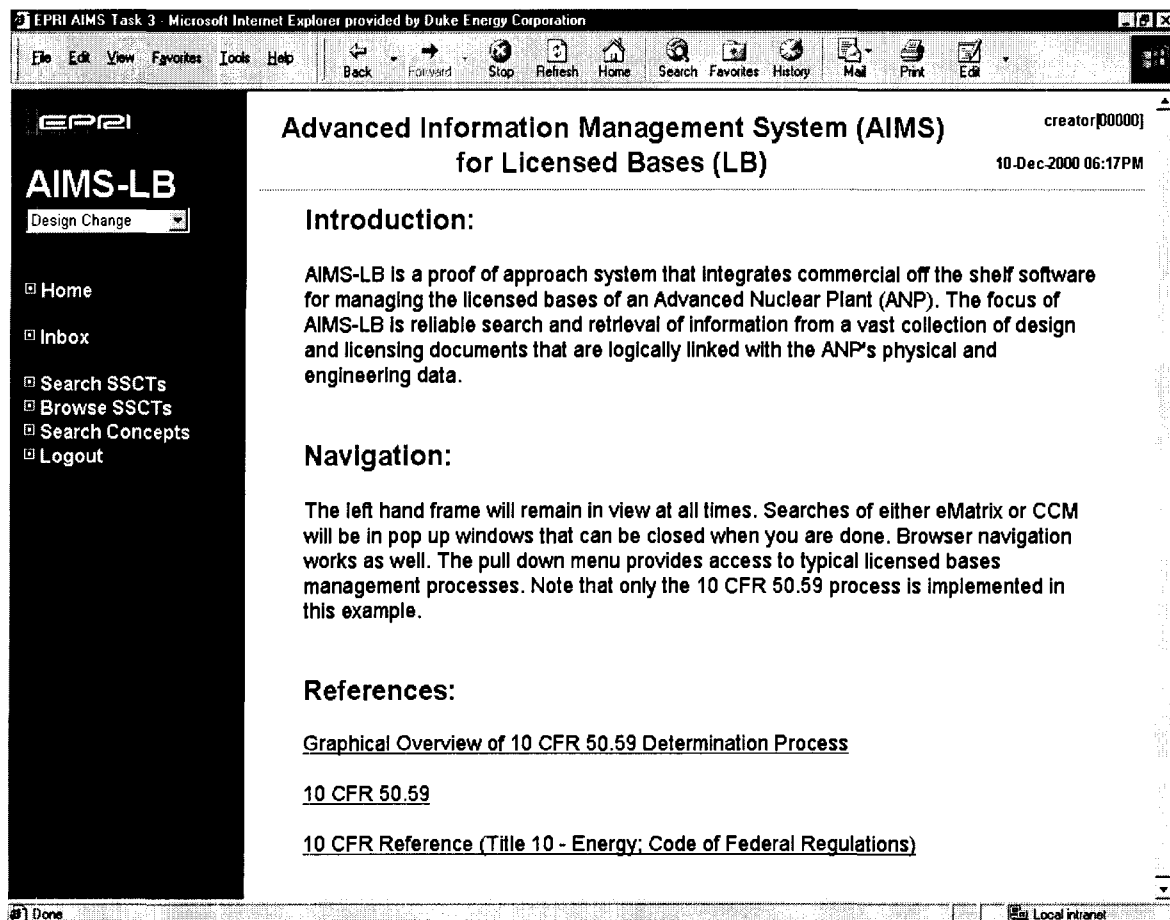 EPRI AIMS Task 3 - Microsoft Internet Explorer provided by Duke Energy Corporation
File Edit View Favorites Tools Help
Back Forward Stop Refresh Home Search Favorites History Mail Print Edit
EPRI
AIMS-LB
Design Change
Home
Inbox
Search SSCTs
Browse SSCTs
Search Concepts
Logout
Advanced Information Management System (AIMS)
for Licensed Bases (LB)
creator[00000]
10-Dec-2000 06:17PM
Introduction:
AIMS-LB is a proof of approach system that integrates commercial off the shelf software
for managing the licensed bases of an Advanced Nuclear Plant (ANP). The focus of
AIMS-LB is reliable search and retrieval of information from a vast collection of design
and licensing documents that are logically linked with the ANP's physical and
engineering data.
Navigation:
The left hand frame will remain in view at all times. Searches of either eMatrix or CCM
will be in pop up windows that can be closed when you are done. Browser navigation
works as well. The pull down menu provides access to typical licensed bases
management processes. Note that only the 10 CFR 50.59 process is implemented in
this example.
References:
Graphical Overview of 10 CFR 50.59 Determination Process
10 CFR 50.59
10 CFR Reference (Title 10 - Energy; Code of Federal Regulations)
Done
Local intranet